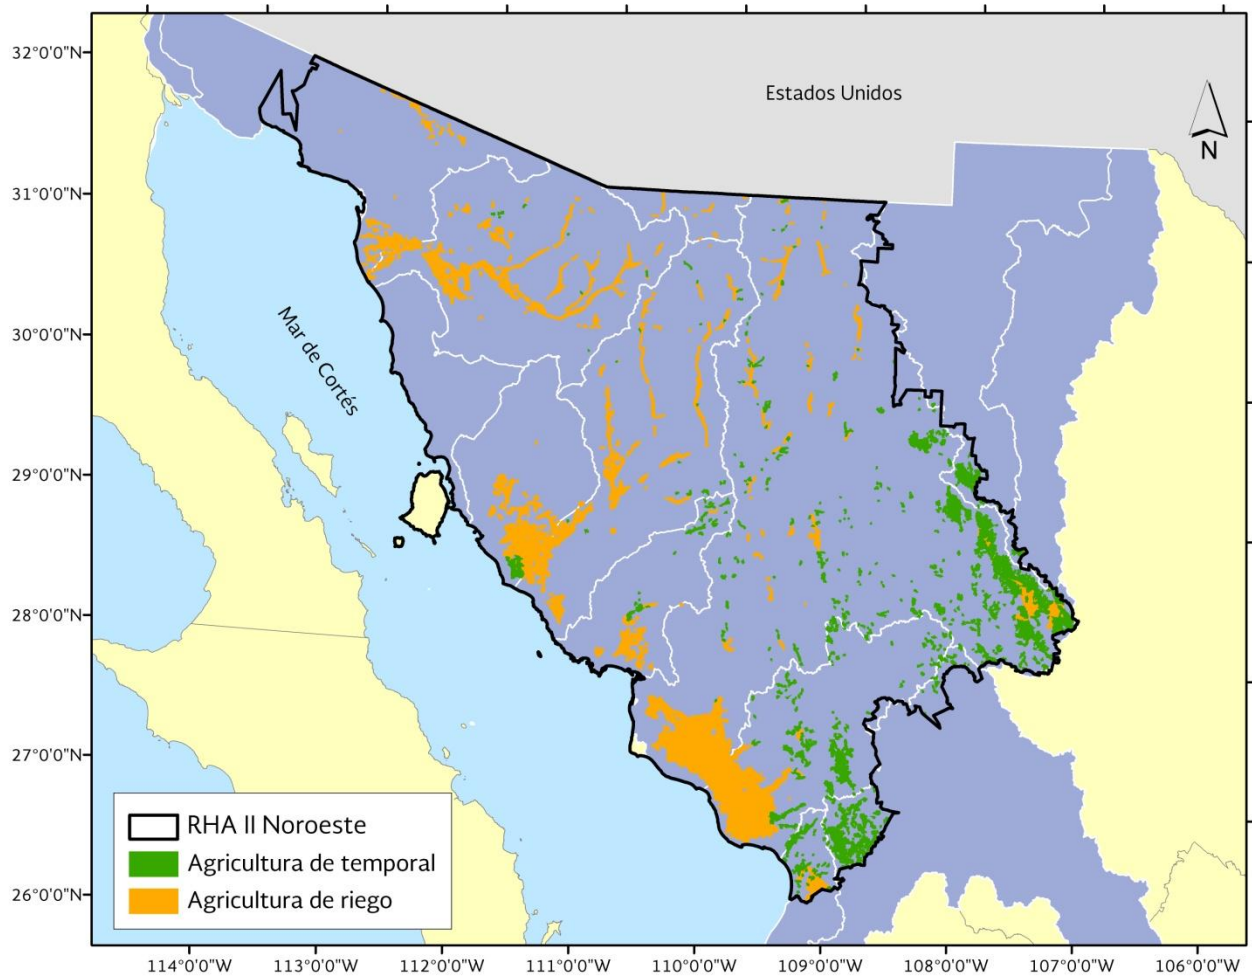 32°0'0"N
Estados Unidos
N
31°0'0"N
30°0'0"N
Mar de Cortés
29°0'0"N
28°0'0"N
27°0'0"N
RHA II Noroeste
Agricultura de temporal
26°0'0"N
Agricultura de riego
114°0'0"W 113°0'0"W 112°0'0"W 111°0'0"W 110°0'0"W 109°0'0"W 108°0'0"W 107°0'0"W 106°0'0"W